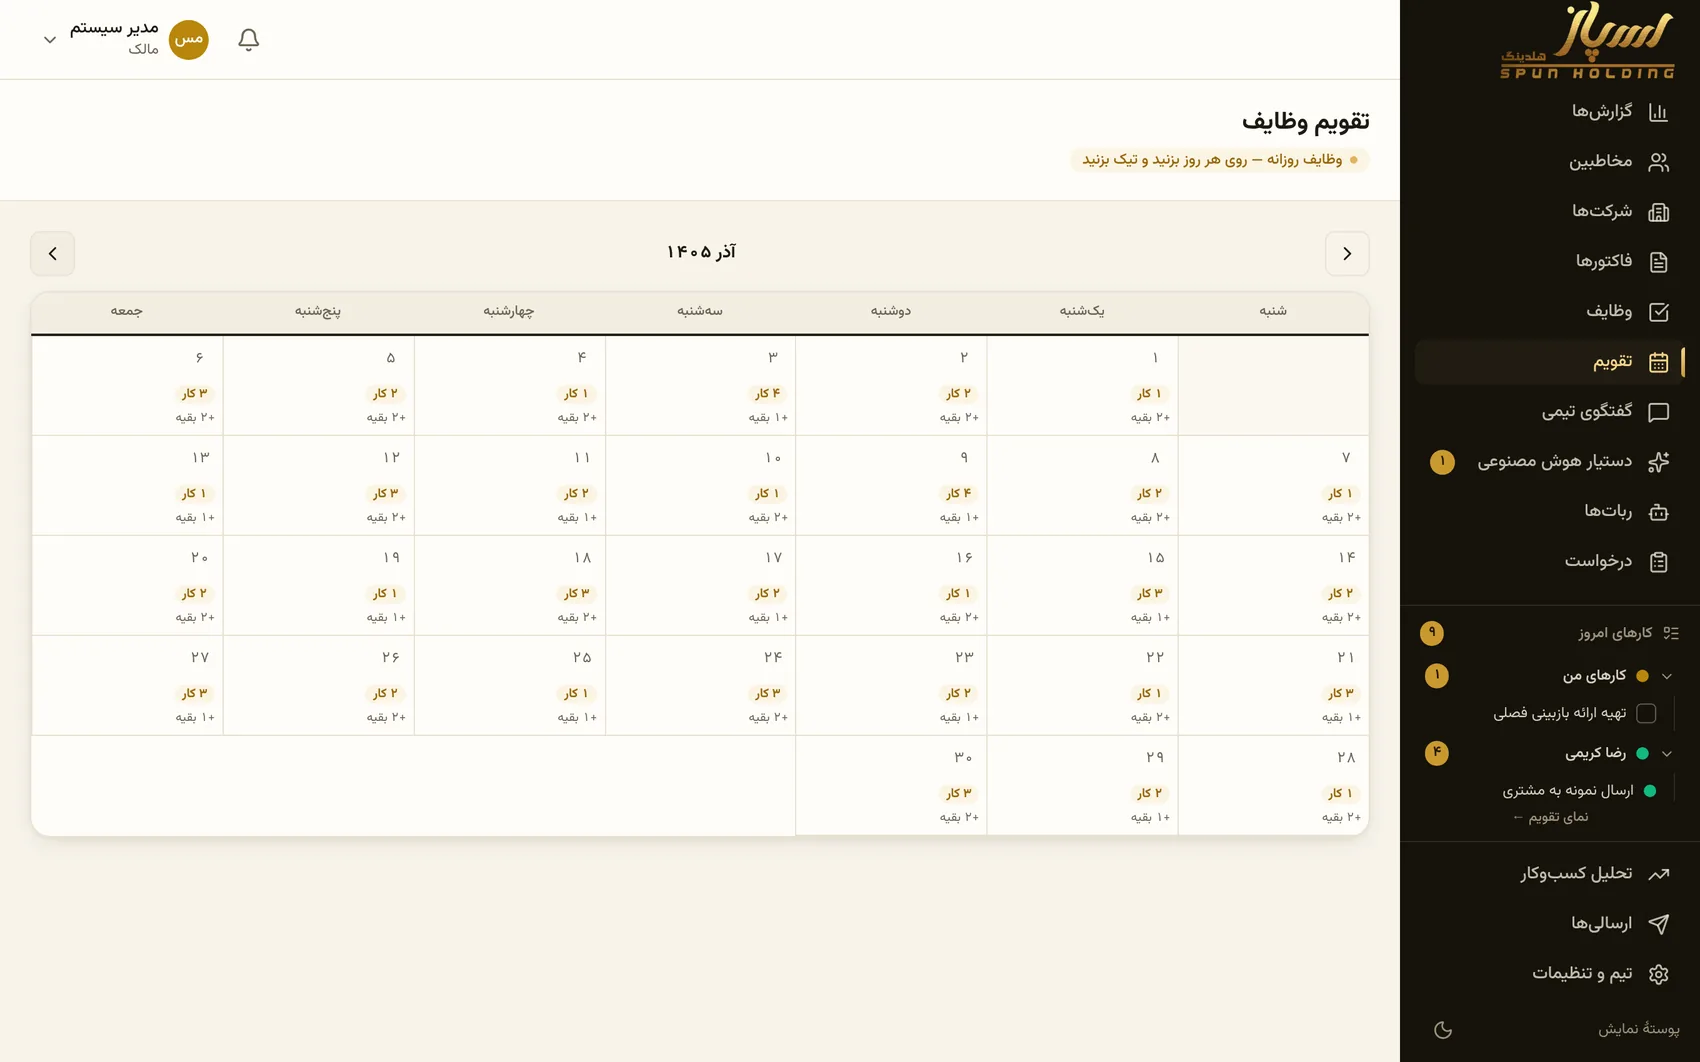 اسپاز
هلدینگ
SPUN HOLDING
گزارش‌ها
مخاطبین
شرکت‌ها
فاکتورها
وظایف
تقویم
گفتگوی تیمی
دستیار هوش مصنوعی ۱
ربات‌ها
درخواست
کارهای امروز ۹
کارهای من ۱
تهیه ارائه بازبینی فصلی
رضا کریمی ۴
ارسال نمونه به مشتری
نمای تقویم ←
تحلیل کسب‌وکار
ارسالی‌ها
تیم و تنظیمات
پوستهٔ نمایش
مس
مدیر سیستم
مالک
تقویم وظایف
وظایف روزانه — روی هر روز بزنید و تیک بزنید
آذر ۱۴۰۵
شنبه یک‌شنبه دوشنبه سه‌شنبه چهارشنبه پنج‌شنبه جمعه
۱ ۲ ۳ ۴ ۵ ۶
۱ کار ۲ کار ۴ کار ۱ کار ۲ کار ۳ کار
+۲ بقیه +۲ بقیه +۱ بقیه +۲ بقیه +۲ بقیه +۲ بقیه
۷ ۸ ۹ ۱۰ ۱۱ ۱۲ ۱۳
۱ کار ۲ کار ۴ کار ۱ کار ۲ کار ۳ کار ۱ کار
+۲ بقیه +۲ بقیه +۱ بقیه +۲ بقیه +۱ بقیه +۲ بقیه +۱ بقیه
۱۴ ۱۵ ۱۶ ۱۷ ۱۸ ۱۹ ۲۰
۲ کار ۳ کار ۱ کار ۲ کار ۳ کار ۱ کار ۲ کار
+۲ بقیه +۱ بقیه +۲ بقیه +۱ بقیه +۲ بقیه +۱ بقیه +۲ بقیه
۲۱ ۲۲ ۲۳ ۲۴ ۲۵ ۲۶ ۲۷
۳ کار ۱ کار ۲ کار ۳ کار ۱ کار ۲ کار ۳ کار
+۱ بقیه +۲ بقیه +۱ بقیه +۲ بقیه +۱ بقیه +۲ بقیه +۱ بقیه
۲۸ ۲۹ ۳۰
۱ کار ۲ کار ۳ کار
+۲ بقیه +۱ بقیه +۲ بقیه